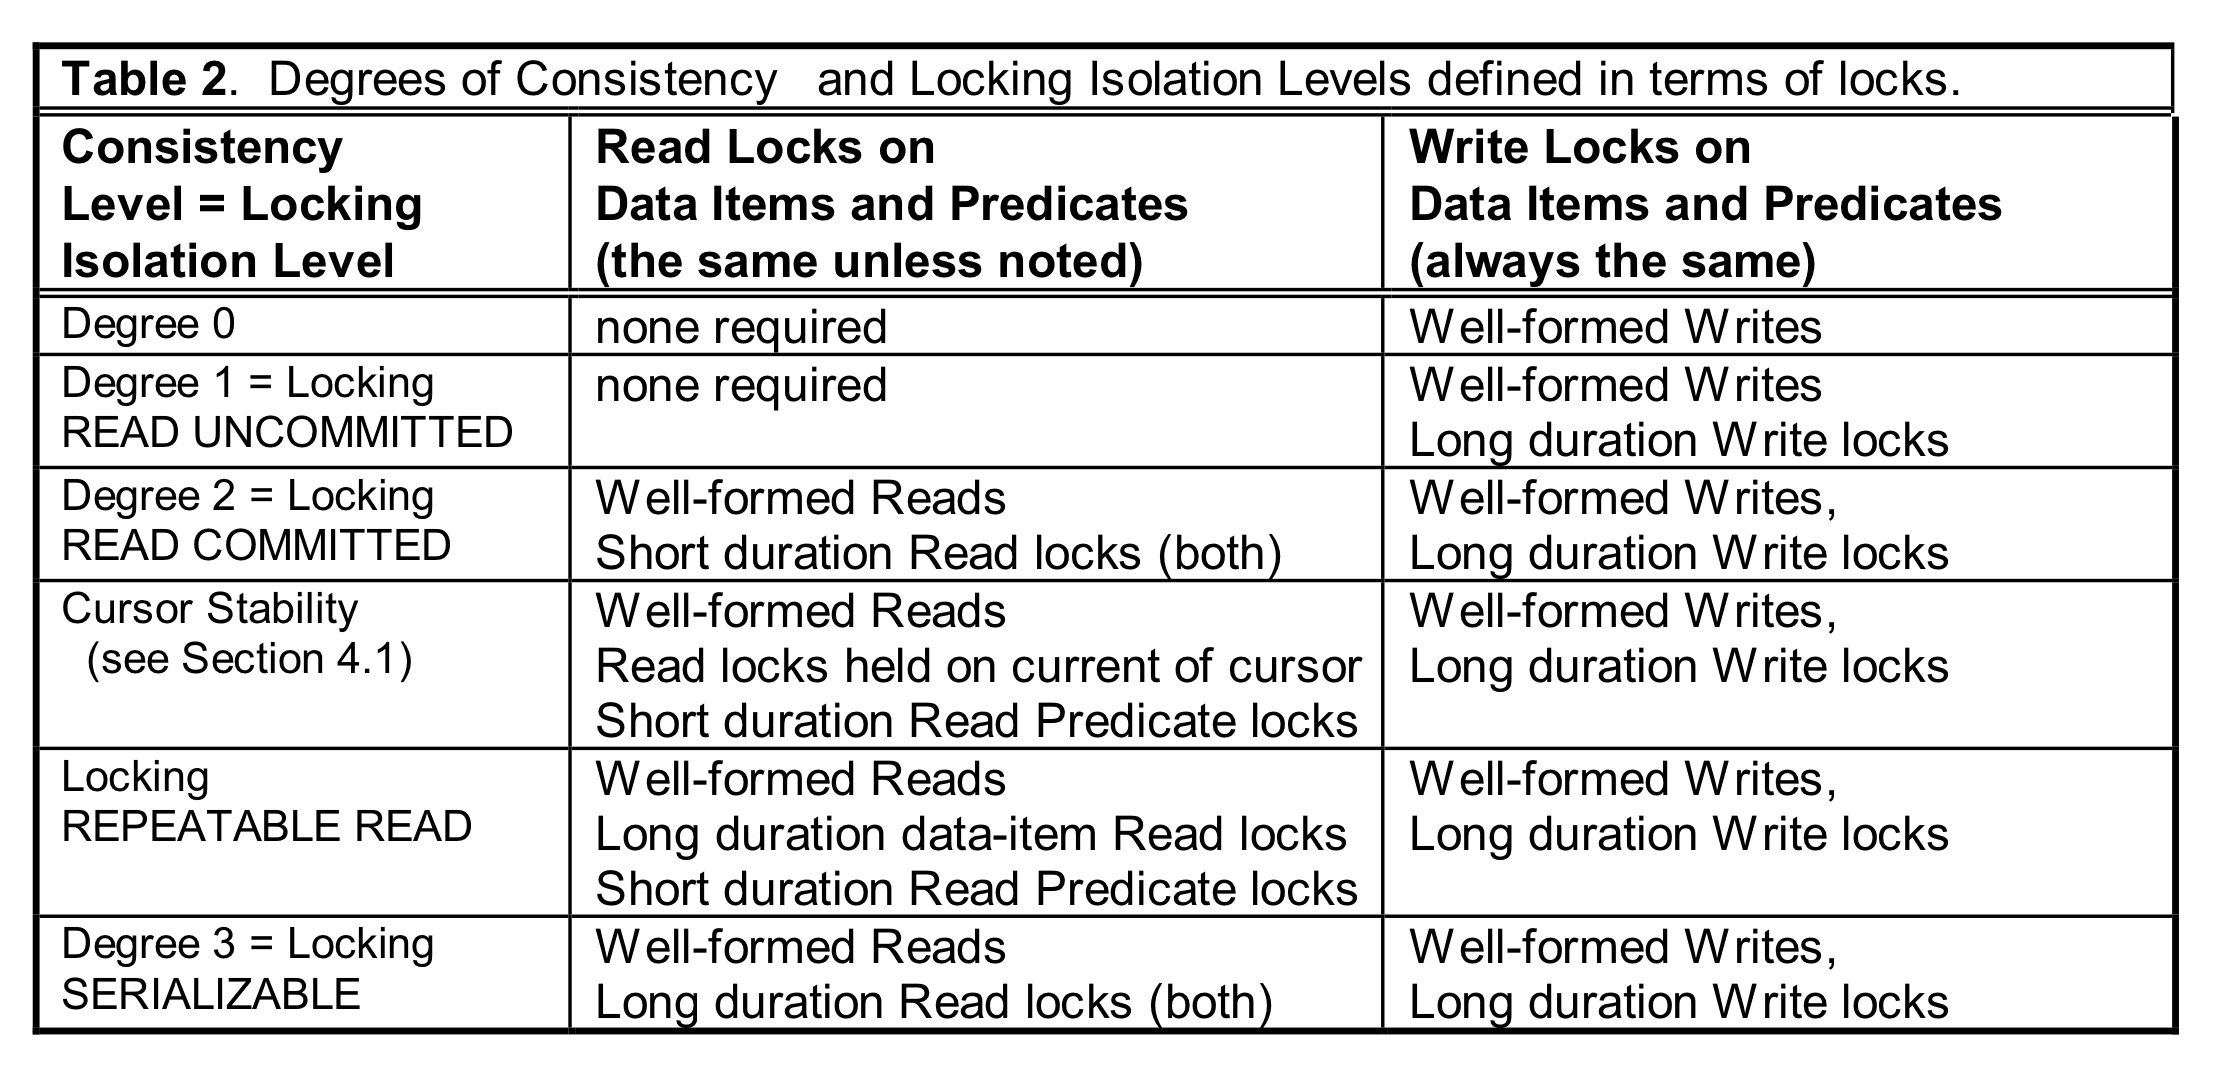 Table 2. Degrees of Consistency and Locking Isolation Levels defined in terms of locks.
Consistency
Level = Locking
Isolation Level
Read Locks on
Data Items and Predicates
(the same unless noted)
Write Locks on
Data Items and Predicates
(always the same)
Degree 0
none required
Well-formed Writes
Degree 1 = Locking
READ UNCOMMITTED
none required
Well-formed Writes
Long duration Write locks
Degree 2 = Locking
READ COMMITTED
Well-formed Reads
Short duration Read locks (both)
Well-formed Writes,
Long duration Write locks
Cursor Stability
(see Section 4.1)
Well-formed Reads
Read locks held on current of cursor
Short duration Read Predicate locks
Well-formed Writes,
Long duration Write locks
Locking
REPEATABLE READ
Well-formed Reads
Long duration data-item Read locks
Short duration Read Predicate locks
Well-formed Writes,
Long duration Write locks
Degree 3 = Locking
SERIALIZABLE
Well-formed Reads
Long duration Read locks (both)
Well-formed Writes,
Long duration Write locks